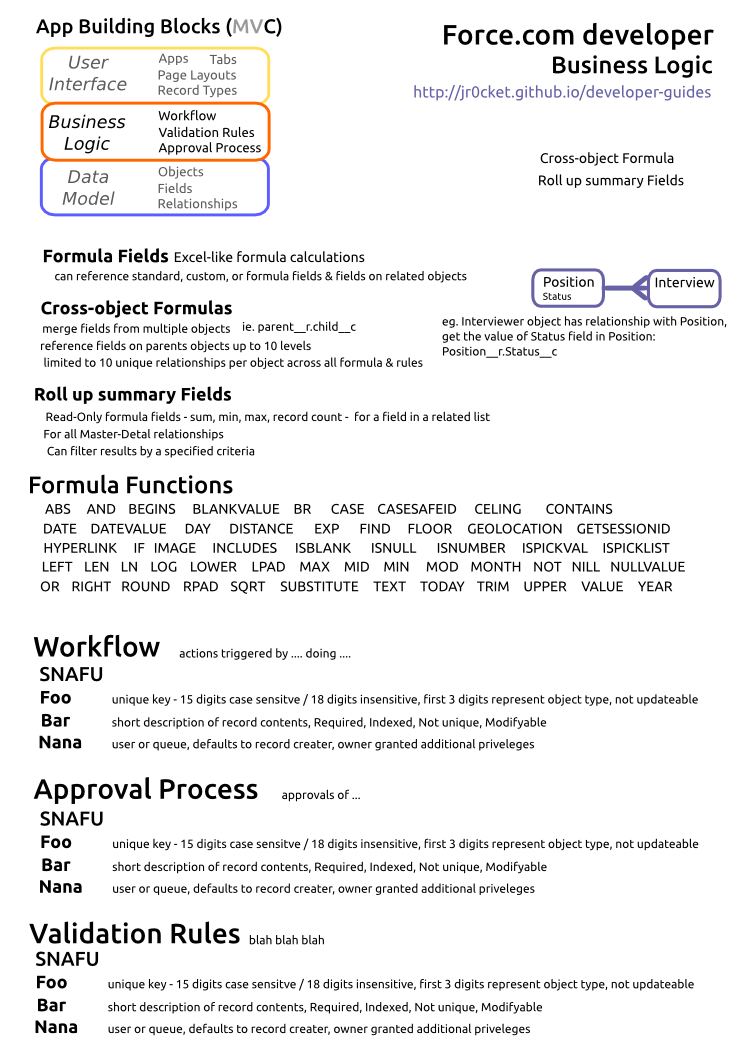 App Building Blocks (MVC)
User Interface
Apps Tabs
Page Layouts
Record Types
Business Logic
Workflow
Validation Rules
Approval Process
Data Model
Objects
Fields
Relationships
Force.com developer
Business Logic
http://jr0cket.github.io/developer-guides
Cross-object Formula
Roll up summary Fields
Formula Fields Excel-like formula calculations
can reference standard, custom, or formula fields & fields on related objects
Cross-object Formulas
merge fields from multiple objects ie. parent__r.child__c
reference fields on parents objects up to 10 levels
limited to 10 unique relationships per object across all formula & rules
Position
Status
Interview
eg. Interviewer object has relationship with Position,
get the value of Status field in Position:
Position__r.Status__c
Roll up summary Fields
Read-Only formula fields - sum, min, max, record count - for a field in a related list
For all Master-Detal relationships
Can filter results by a specified criteria
Formula Functions
ABS AND BEGINS BLANKVALUE BR CASE CASESAFEID CELING CONTAINS
DATE DATEVALUE DAY DISTANCE EXP FIND FLOOR GEOLOCATION GETSESSIONID
HYPERLINK IF IMAGE INCLUDES ISBLANK ISNULL ISNUMBER ISPICKVAL ISPICKLIST
LEFT LEN LN LOG LOWER LPAD MAX MID MIN MOD MONTH NOT NILL NULLVALUE
OR RIGHT ROUND RPAD SQRT SUBSTITUTE TEXT TODAY TRIM UPPER VALUE YEAR
Workflow actions triggered by .... doing ....
SNAFU
Foo unique key - 15 digits case sensitve / 18 digits insensitive, first 3 digits represent object type, not updateable
Bar short description of record contents, Required, Indexed, Not unique, Modifyable
Nana user or queue, defaults to record creater, owner granted additional priveleges
Approval Process approvals of ...
SNAFU
Foo unique key - 15 digits case sensitve / 18 digits insensitive, first 3 digits represent object type, not updateable
Bar short description of record contents, Required, Indexed, Not unique, Modifyable
Nana user or queue, defaults to record creater, owner granted additional priveleges
Validation Rules blah blah blah
SNAFU
Foo unique key - 15 digits case sensitve / 18 digits insensitive, first 3 digits represent object type, not updateable
Bar short description of record contents, Required, Indexed, Not unique, Modifyable
Nana user or queue, defaults to record creater, owner granted additional priveleges